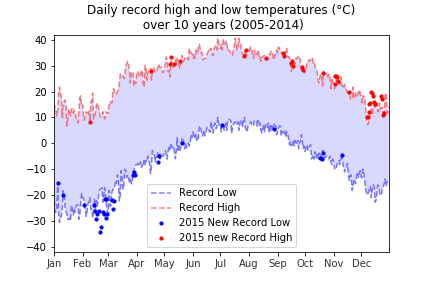 Daily record high and low temperatures (°C)
over 10 years (2005-2014)
40
30
20
10
0
−10
−20
−30
−40
Record Low
Record High
2015 New Record Low
2015 new Record High
Jan Feb Mar Apr May Jun Jul Aug Sep Oct Nov Dec